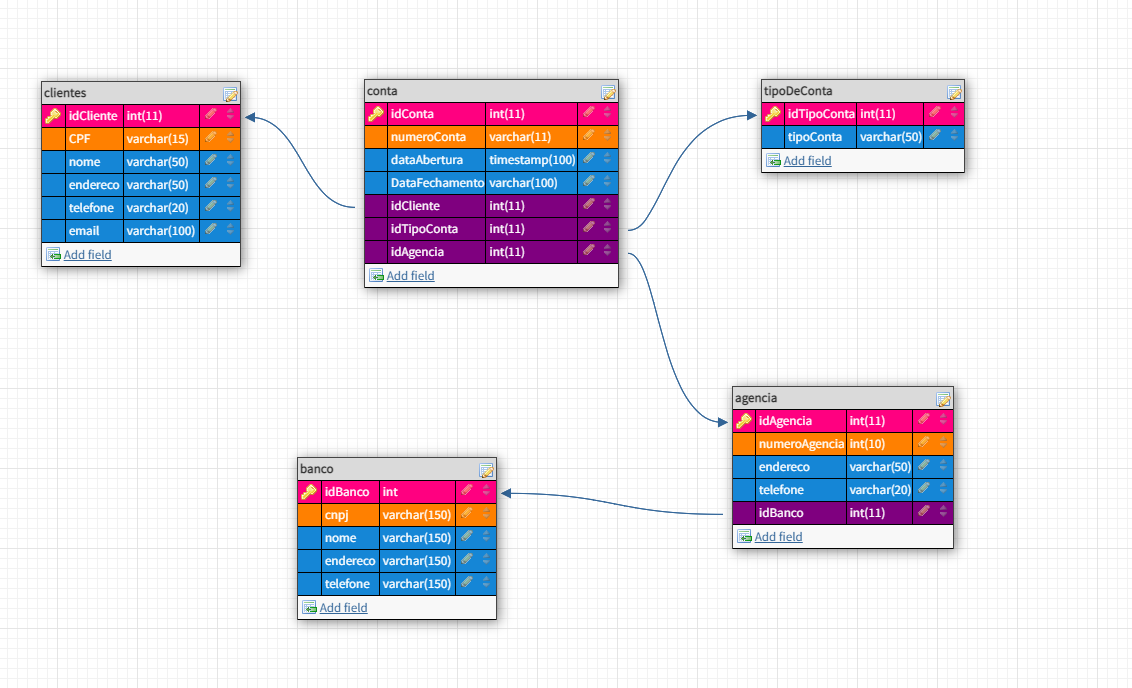 clientes
idCliente int(11)
CPF varchar(15)
nome varchar(50)
endereco varchar(50)
telefone varchar(20)
email varchar(100)
Add field
conta
idConta int(11)
numeroConta varchar(11)
dataAbertura timestamp(100)
DataFechamento varchar(100)
idCliente int(11)
idTipoConta int(11)
idAgencia int(11)
Add field
tipoDeConta
idTipoConta int(11)
tipoConta varchar(50)
Add field
agencia
idAgencia int(11)
numeroAgencia int(10)
endereco varchar(50)
telefone varchar(20)
idBanco int(11)
Add field
banco
idBanco int
cnpj varchar(150)
nome varchar(150)
endereco varchar(150)
telefone varchar(150)
Add field